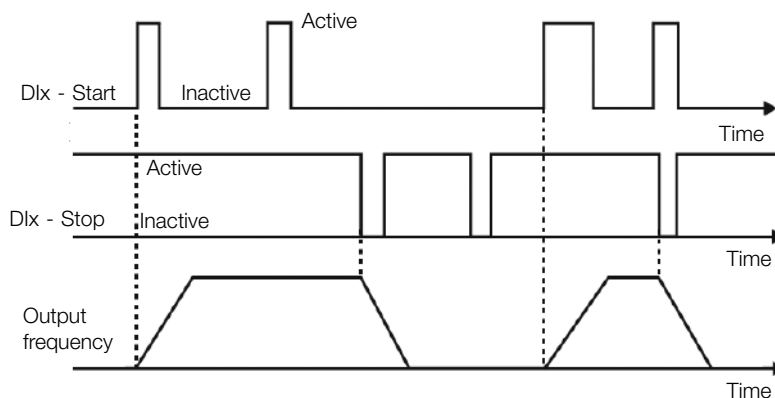 Active
DIx - Start
Inactive
Time
Active
DIx - Stop
Inactive
Time
Output
frequency
Time